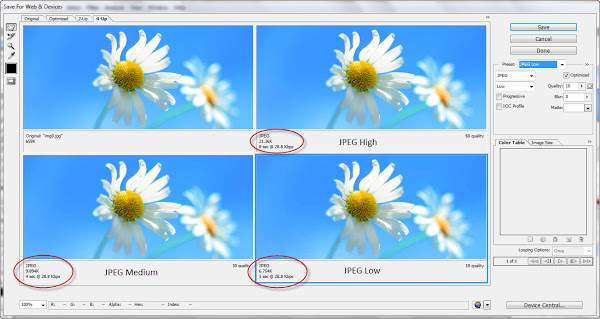 Save For Web & Devices
Original
Optimized
2-Up
4-Up
Save
Cancel
Done
Preset: JPEG Low
JPEG
Optimized
Low
Quality: 10
Progressive
Blur: 0
ICC Profile
Matte:
Original: "img0.jpg"
659K
JPEG
21.36K
8 sec @ 28.8 Kbps
JPEG High
60 quality
Color Table
Image Size
JPEG
9.894K
4 sec @ 28.8 Kbps
JPEG Medium
30 quality
JPEG
6.754K
3 sec @ 28.8 Kbps
JPEG Low
10 quality
Looping Options: Once
1 of 1
100%
R: --
G: --
B: --
Alpha: --
Hex: --
Index: --
Device Central...